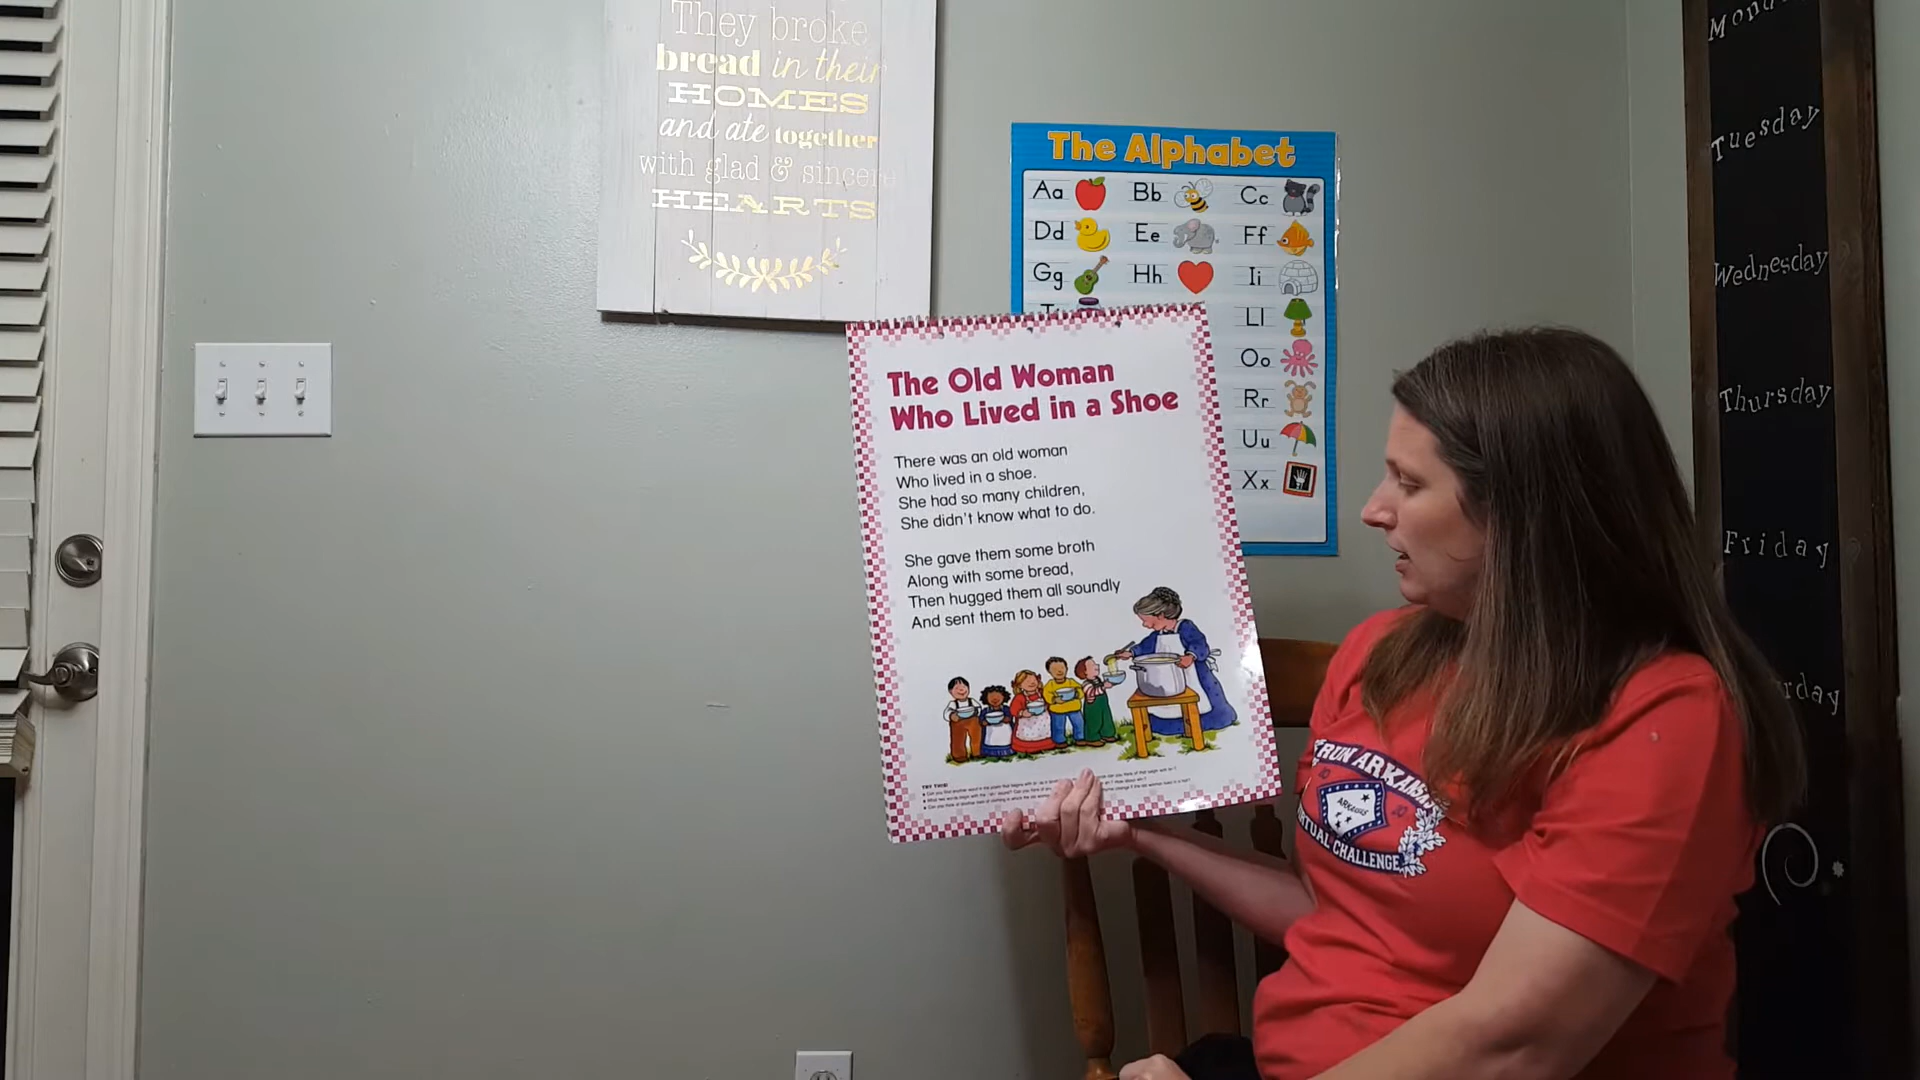 They broke
bread in their
HOMES
and ate together
with glad & sincere
HEARTS
The Alphabet
Aa Bb Cc
Dd Ee Ff
Gg Hh Ii
Ll
Oo
Rr
Uu
Xx
The Old Woman
Who Lived in a Shoe
There was an old woman
Who lived in a shoe.
She had so many children,
She didn't know what to do.
She gave them some broth
Along with some bread,
Then hugged them all soundly
And sent them to bed.
TRY THIS!
RUN ARKANSAS
ARKANSAS
CHALLENGE
Tuesday
Wednesday
Thursday
Friday